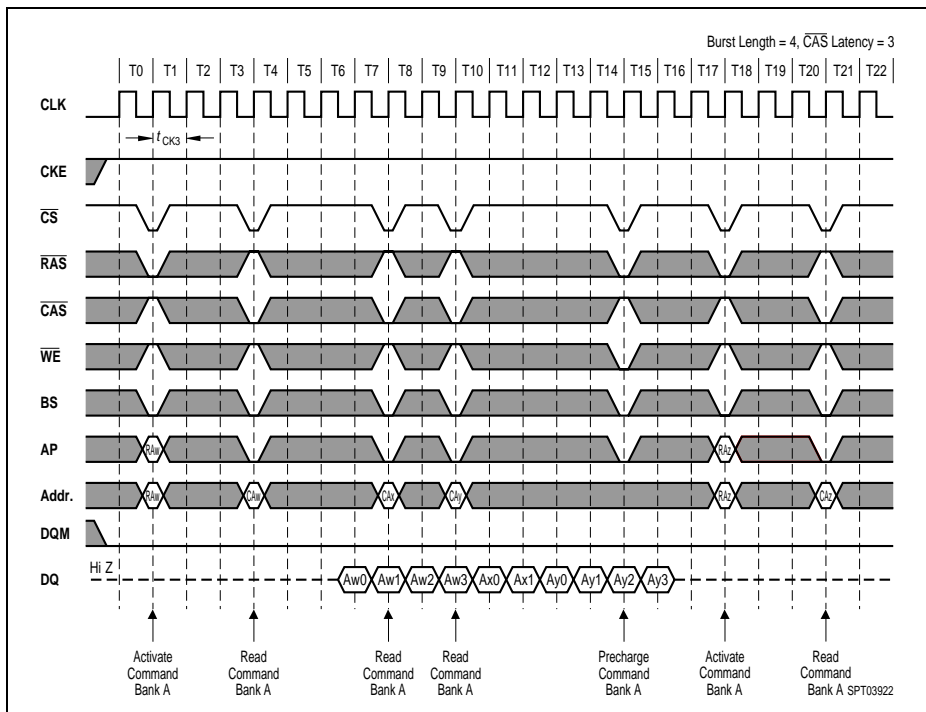 Burst Length = 4, CAS Latency = 3
T0 T1 T2 T3 T4 T5 T6 T7 T8 T9 T10 T11 T12 T13 T14 T15 T16 T17 T18 T19 T20 T21 T22
CLK
t CK3
CKE
CS
RAS
CAS
WE
BS
AP RAw RAz
Addr. RAw CAw CAx CAy RAz CAz
DQM
Hi Z
DQ Aw0 Aw1 Aw2 Aw3 Ax0 Ax1 Ay0 Ay1 Ay2 Ay3
Activate Read Read Read Precharge Activate Read
Command Command Command Command Command Command Command
Bank A Bank A Bank A Bank A Bank A Bank A Bank A SPT03922